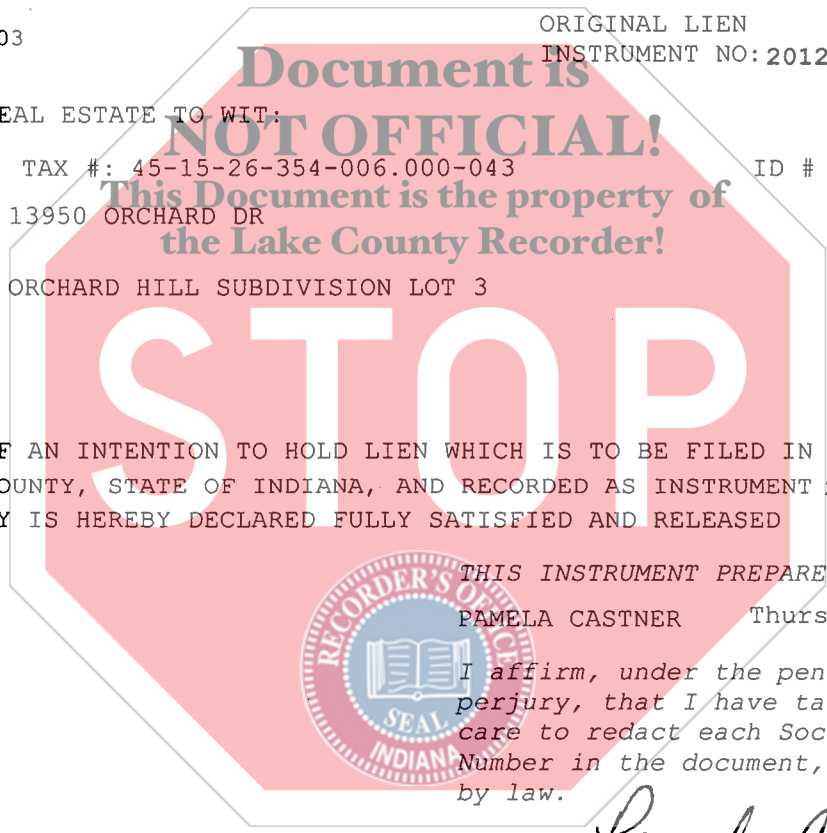 03
ORIGINAL LIEN
INSTRUMENT NO: 2012
Document is
EAL ESTATE TO WIT:
NOT OFFICIAL!
TAX #: 45-15-26-354-006.000-043 ID #
This Document is the property of
13950 ORCHARD DR
the Lake County Recorder!
ORCHARD HILL SUBDIVISION LOT 3
STOP
F AN INTENTION TO HOLD LIEN WHICH IS TO BE FILED IN
OUNTY, STATE OF INDIANA, AND RECORDED AS INSTRUMENT
Y IS HEREBY DECLARED FULLY SATISFIED AND RELEASED
THIS INSTRUMENT PREPARE
PAMELA CASTNER Thurs
RECORDER'S OFFICE
SEAL
INDIANA
I affirm, under the pen
perjury, that I have ta
care to redact each Soc
Number in the document,
by law.